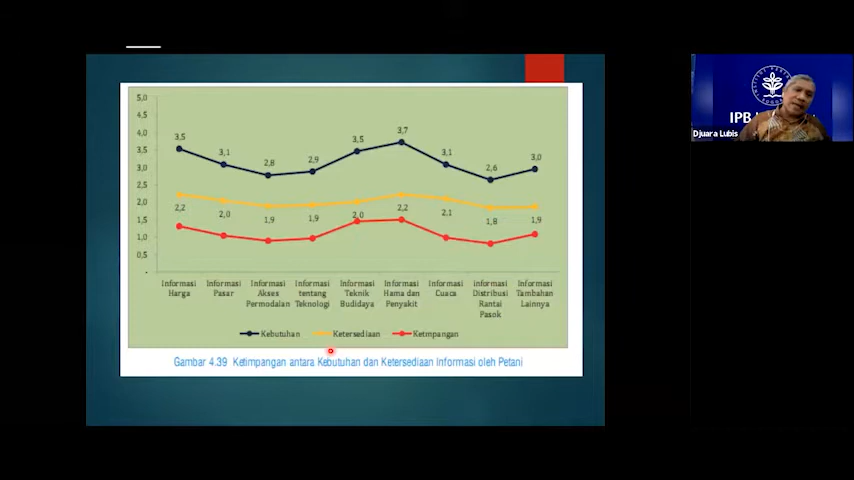 5,0
4,5
4,0
3,5
3,0
2,5
2,0
1,5
1,0
0,5
-
3,5 3,1 2,8 2,9 3,5 3,7 3,1 2,6 3,0
2,2 2,0 1,9 1,9 2,0 2,2 2,1 1,8 1,9
Informasi Harga
Informasi Pasar
Informasi Akses Permodalan
Informasi tentang Teknologi
Informasi Teknik Budidaya
Informasi Hama dan Penyakit
Informasi Cuaca
Informasi Distribusi Rantai Pasok
Informasi Tambahan Lainnya
Kebutuhan Ketersediaan Ketimpangan
Gambar 4.39 Ketimpangan antara Kebutuhan dan Ketersediaan Informasi oleh Petani
IPB
Djuara Lubis